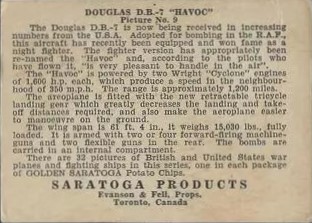 DOUGLAS D.B.-7 "HAVOC"
Picture No. 9
The Douglas D.B.-7 is now being received in increasing
numbers from the U.S.A. Adopted for bombing in the R.A.F.,
this aircraft has recently been equipped and won fame as a
night fighter. The fighter version has appropriately been
re-named the "Havoc" and, according to the pilots who
have flown it, "is very pleasant to handle in the air".
The "Havoc" is powered by two Wright "Cyclone" engines
of 1,600 h.p. each, which produce a speed in the neighbour-
hood of 350 m.p.h. The range is approximately 1,200 miles.
The aeroplane is fitted with the new retractable tricycle
landing gear which greatly decreases the landing and take-
off distances required, and also make the aeroplane easier
to manoeuvre on the ground.
The wing span is 61 ft. 4 in., it weighs 15,680 lbs., fully
loaded. It is armed with two or four forward-firing machine-
guns and two flexible guns in the rear. The bombs are
carried in an internal compartment.
There are 32 pictures of British and United States war
planes and fighting ships in this series, one in each package
of GOLDEN SARATOGA Potato Chips.
SARATOGA PRODUCTS
Evanson & Fell, Props.
Toronto, Canada